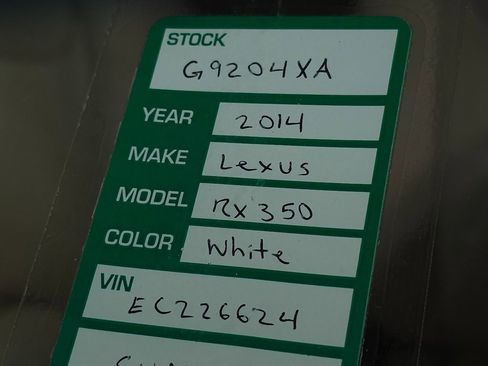 STOCK
G9204XA
YEAR 2014
MAKE Lexus
MODEL RX350
COLOR White
VIN
EC226624